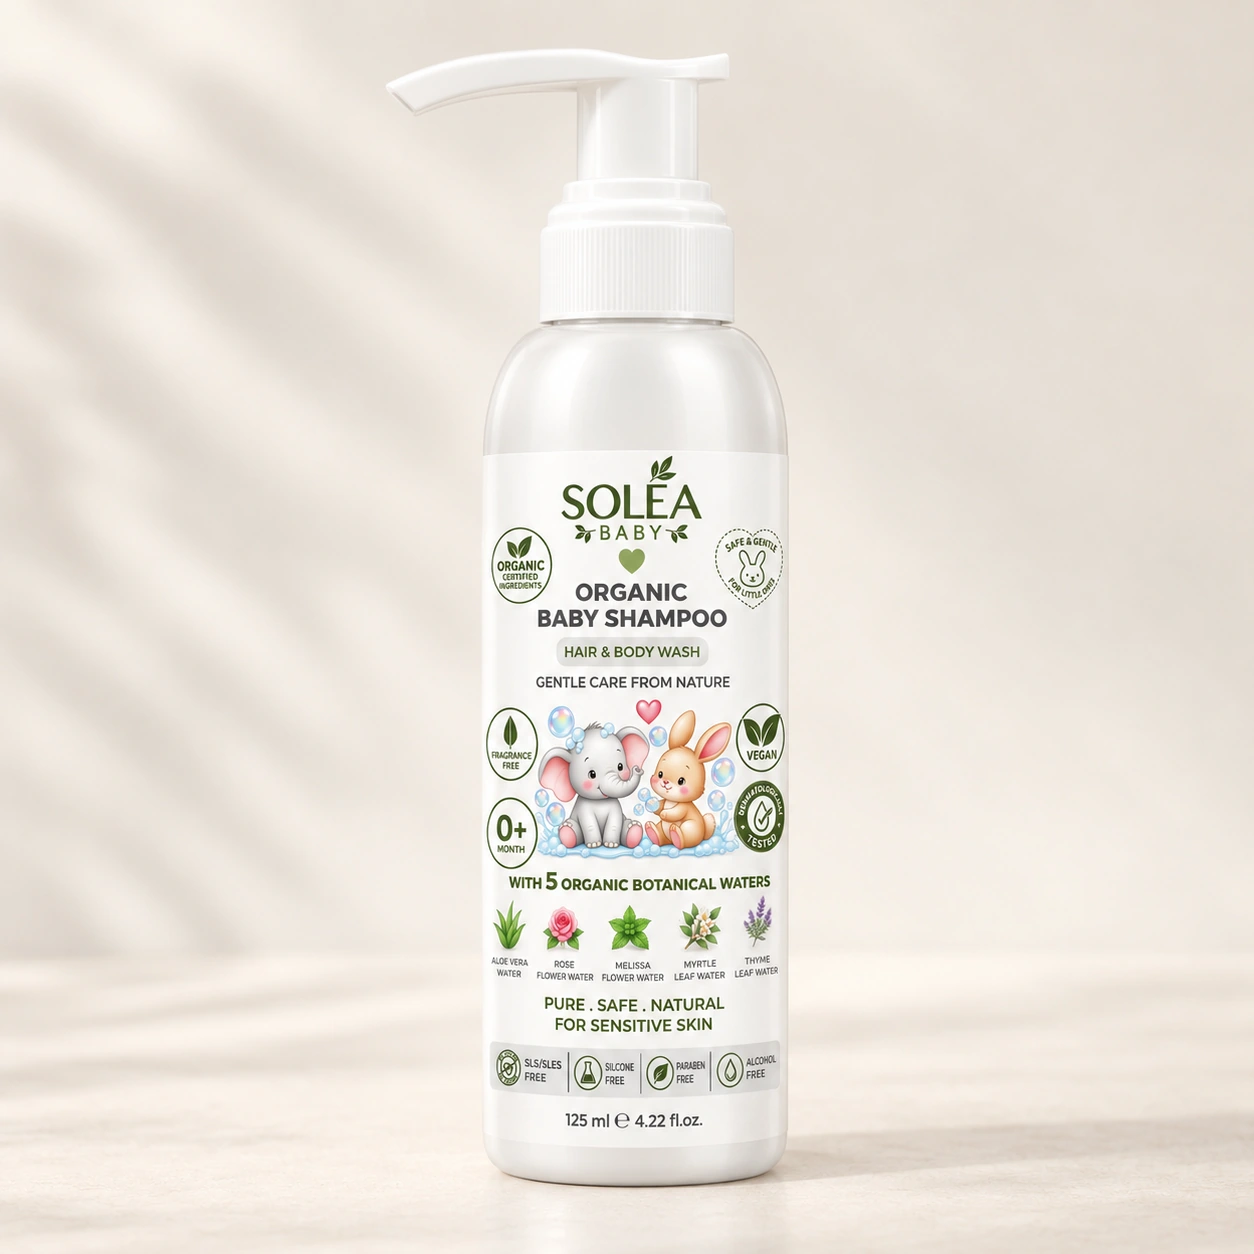 SOLÉA
BABY
ORGANIC
CERTIFIED
INGREDIENTS
SAFE & GENTLE
FOR LITTLE ONES
ORGANIC
BABY SHAMPOO
HAIR & BODY WASH
GENTLE CARE FROM NATURE
FRAGRANCE
FREE
VEGAN
0+
MONTH
TESTED
WITH 5 ORGANIC BOTANICAL WATERS
ALOE VERA
WATER
ROSE
FLOWER WATER
MELISSA
FLOWER WATER
MYRTLE
LEAF WATER
THYME
LEAF WATER
PURE . SAFE . NATURAL
FOR SENSITIVE SKIN
SLS/SLES
FREE
SILCONE
FREE
PARABEN
FREE
ALCOHOL
FREE
125 ml ℮ 4.22 fl.oz.